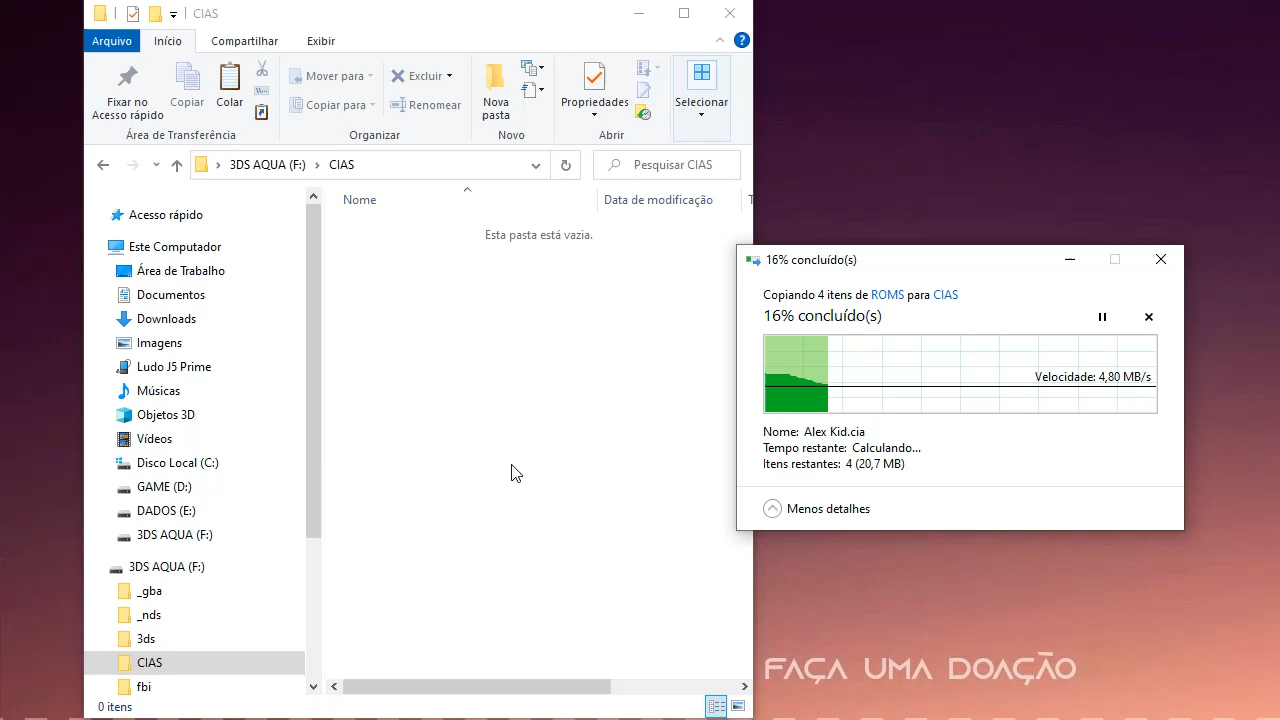 CIAS
Arquivo
Início
Compartilhar
Exibir
Fixar no
Acesso rápido
Copiar
Colar
Área de Transferência
Mover para
Copiar para
Excluir
Renomear
Organizar
Nova
pasta
Novo
Propriedades
Abrir
Selecionar
3DS AQUA (F:) > CIAS
Pesquisar CIAS
Nome
Data de modificação
T
Esta pasta está vazia.
Acesso rápido
Este Computador
Área de Trabalho
Documentos
Downloads
Imagens
Ludo J5 Prime
Músicas
Objetos 3D
Vídeos
Disco Local (C:)
GAME (D:)
DADOS (E:)
3DS AQUA (F:)
3DS AQUA (F:)
_gba
_nds
3ds
CIAS
fbi
0 itens
16% concluído(s)
Copiando 4 itens de ROMS para CIAS
16% concluído(s)
Velocidade: 4,80 MB/s
Nome: Alex Kid.cia
Tempo restante: Calculando...
Itens restantes: 4 (20,7 MB)
Menos detalhes
FAÇA UMA DOAÇÃO